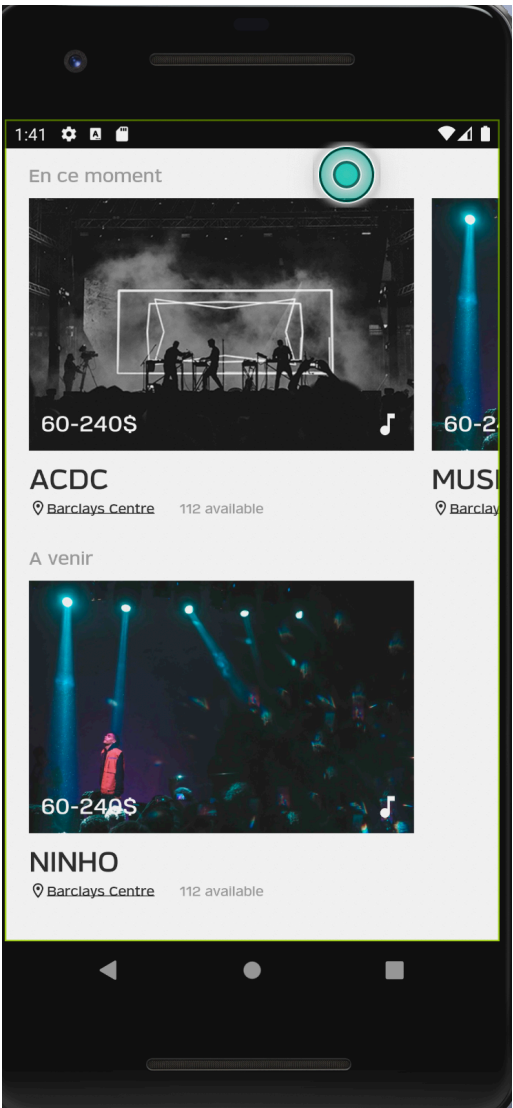 1:41
En ce moment
60-240$
60-2
ACDC
MUS
Barclays Centre
112 available
Barclay
A venir
60-240$
NINHO
Barclays Centre
112 available